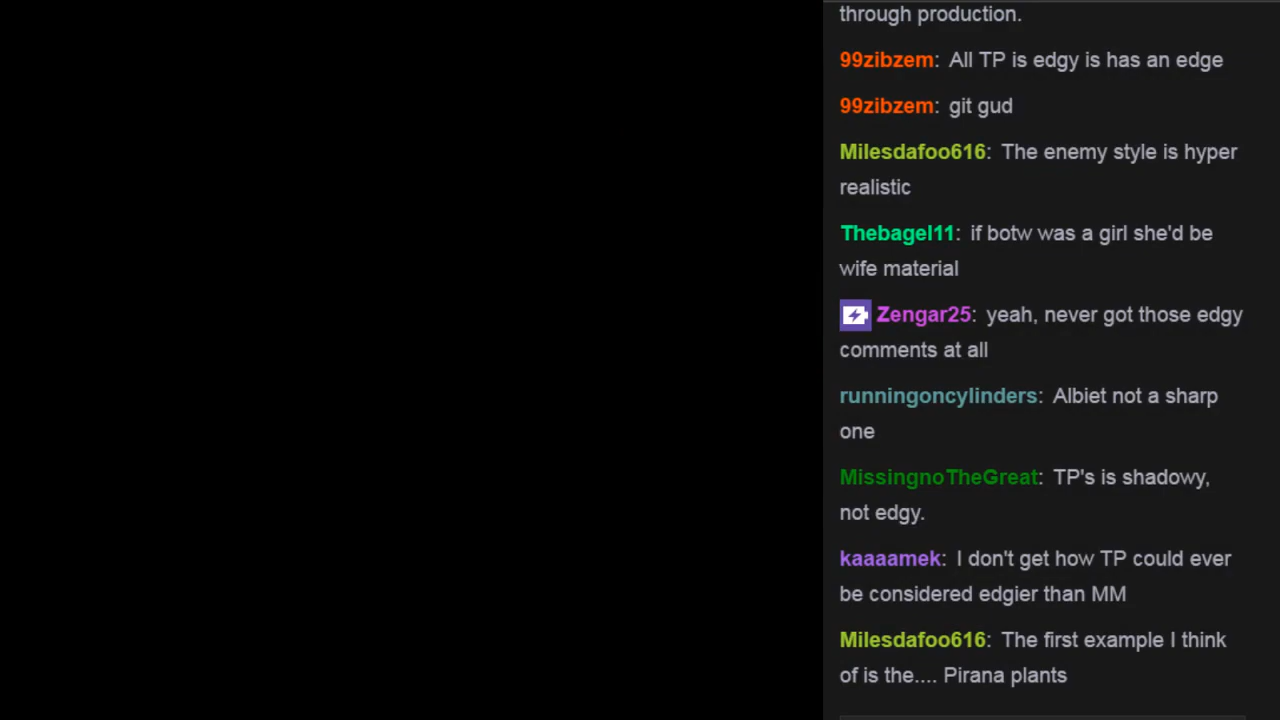 through production.
99zibzem: All TP is edgy is has an edge
99zibzem: git gud
Milesdafoo616: The enemy style is hyper
realistic
Thebagel11: if botw was a girl she'd be
wife material
Zengar25: yeah, never got those edgy
comments at all
runningoncylinders: Albiet not a sharp
one
MissingnoTheGreat: TP's is shadowy,
not edgy.
kaaaamek: I don't get how TP could ever
be considered edgier than MM
Milesdafoo616: The first example I think
of is the.... Pirana plants